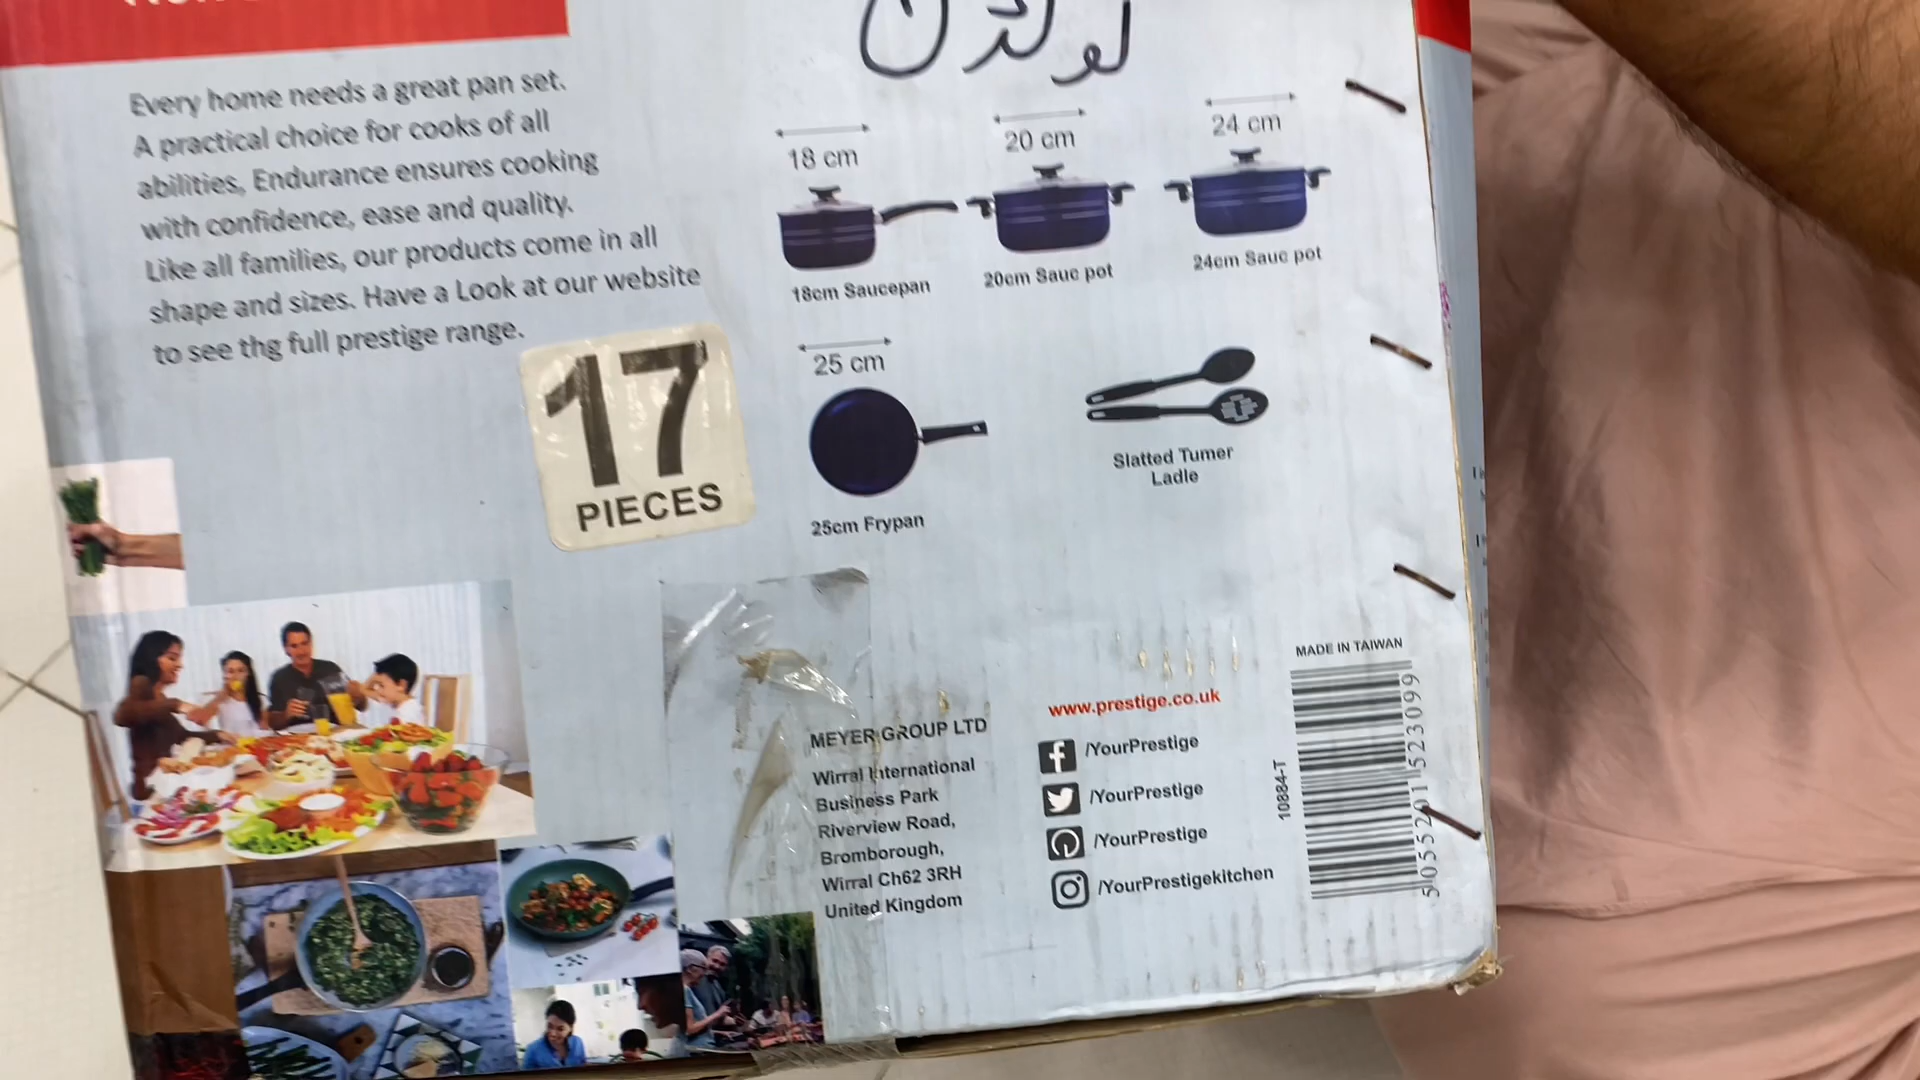 Every home needs a great pan set.
A practical choice for cooks of all
abilities, Endurance ensures cooking
with confidence, ease and quality.
Like all families, our products come in all
shape and sizes. Have a Look at our website
to see thg full prestige range.
17
PIECES
18 cm
20 cm
24 cm
18cm Saucepan
20cm Sauc pot
24cm Sauc pot
25 cm
25cm Frypan
Slatted Tumer
Ladle
MEYER GROUP LTD
Wirral International
Business Park
Riverview Road,
Bromborough,
Wirral Ch62 3RH
United Kingdom
www.prestige.co.uk
/YourPrestige
/YourPrestige
/YourPrestige
/YourPrestigekitchen
MADE IN TAIWAN
10884-T
5055201523099